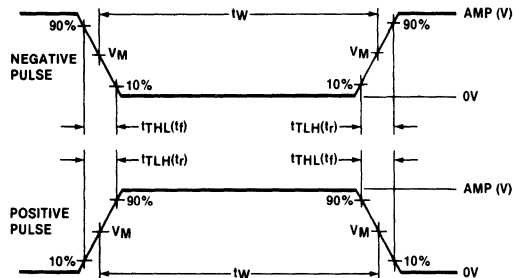 tW
AMP (V)
90%
90%
NEGATIVE
PULSE
VM
VM
10%
10%
0V
tTHL(tf)
tTLH(tr)
tTLH(tr)
tTHL(tf)
AMP (V)
90%
90%
POSITIVE
PULSE
VM
VM
10%
10%
tW
0V